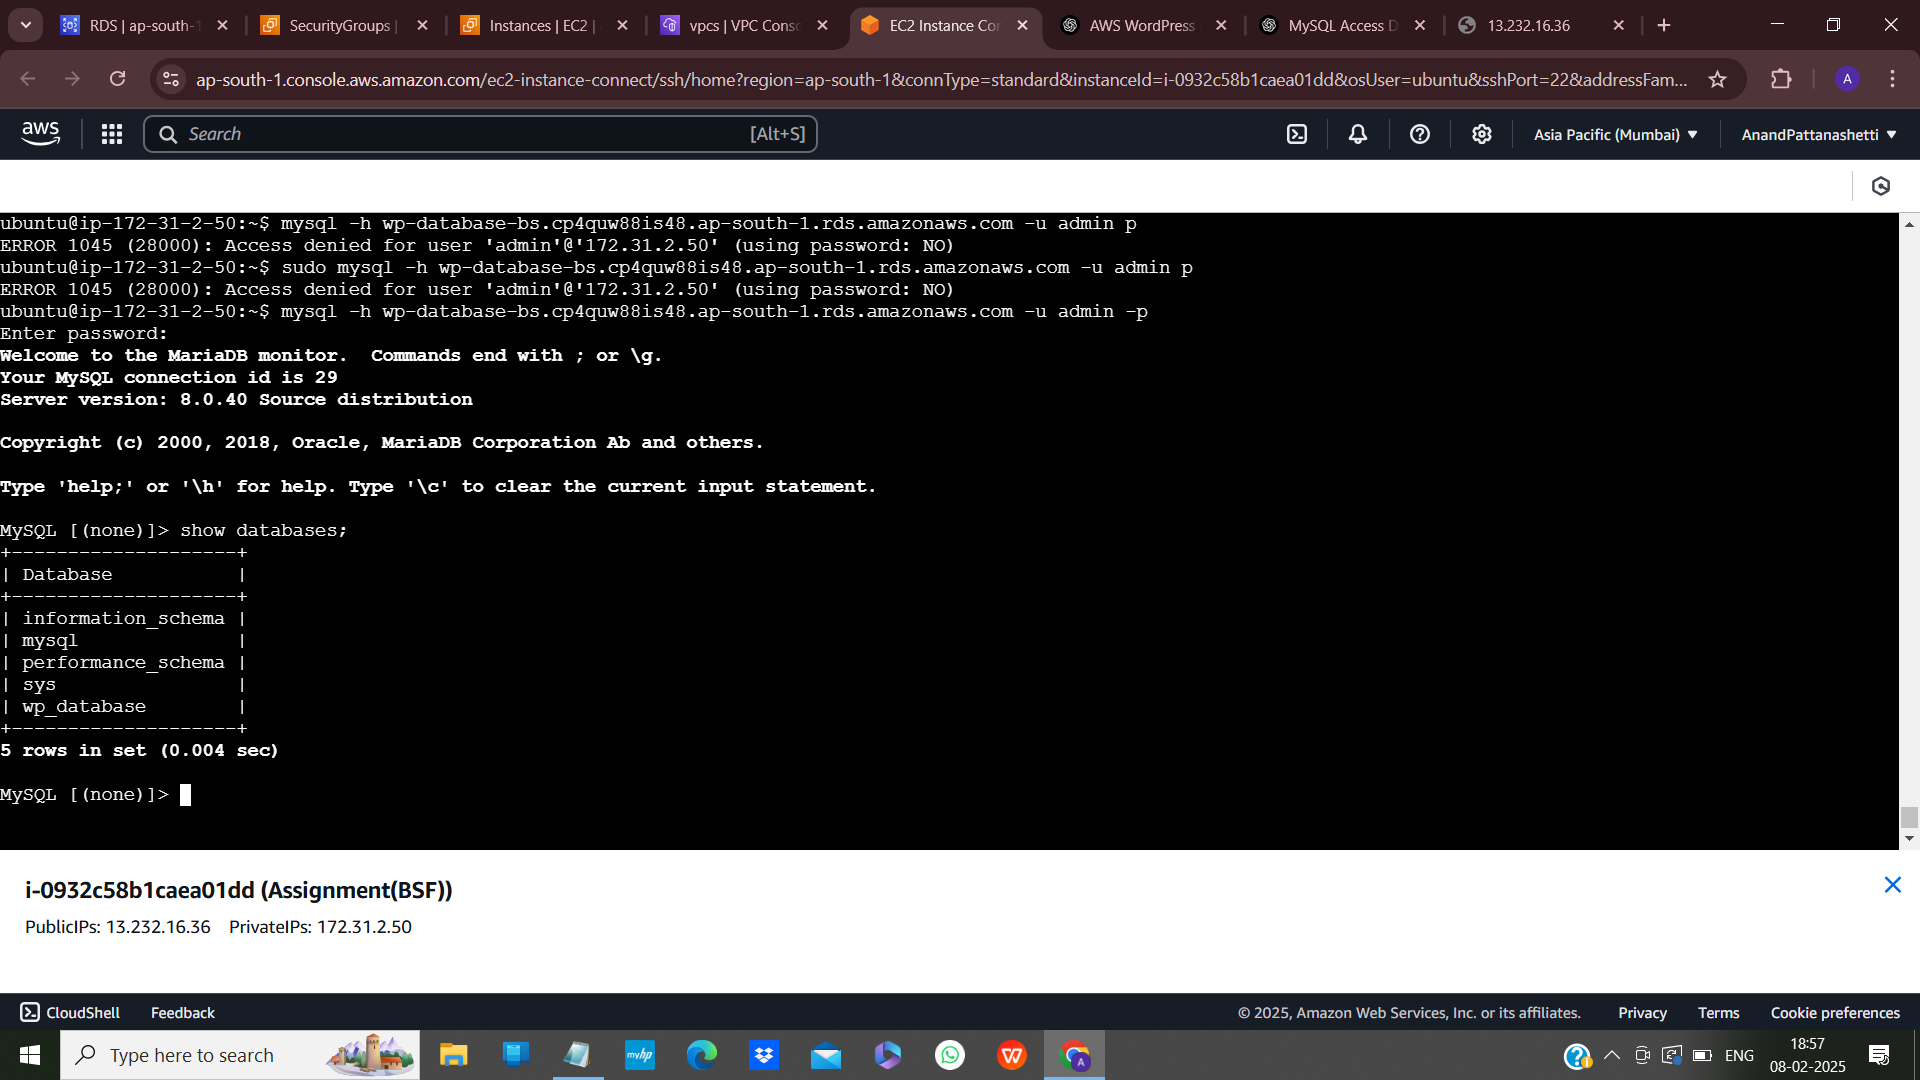 RDS | ap-south-1
SecurityGroups |
Instances | EC2 |
vpcs | VPC Conso
EC2 Instance Con
AWS WordPress
MySQL Access D
13.232.16.36
ap-south-1.console.aws.amazon.com/ec2-instance-connect/ssh/home?region=ap-south-1&connType=standard&instanceId=i-0932c58b1caea01dd&osUser=ubuntu&sshPort=22&addressFam...
A
aws
Search
[Alt+S]
Asia Pacific (Mumbai)
AnandPattanashetti
ubuntu@ip-172-31-2-50:~$ mysql -h wp-database-bs.cp4quw88is48.ap-south-1.rds.amazonaws.com -u admin p
ERROR 1045 (28000): Access denied for user 'admin'@'172.31.2.50' (using password: NO)
ubuntu@ip-172-31-2-50:~$ sudo mysql -h wp-database-bs.cp4quw88is48.ap-south-1.rds.amazonaws.com -u admin p
ERROR 1045 (28000): Access denied for user 'admin'@'172.31.2.50' (using password: NO)
ubuntu@ip-172-31-2-50:~$ mysql -h wp-database-bs.cp4quw88is48.ap-south-1.rds.amazonaws.com -u admin -p
Enter password:
Welcome to the MariaDB monitor.  Commands end with ; or \g.
Your MySQL connection id is 29
Server version: 8.0.40 Source distribution
Copyright (c) 2000, 2018, Oracle, MariaDB Corporation Ab and others.
Type 'help;' or '\h' for help. Type '\c' to clear the current input statement.
MySQL [(none)]> show databases;
+--------------------+
| Database           |
+--------------------+
| information_schema |
| mysql              |
| performance_schema |
| sys                |
| wp_database        |
+--------------------+
5 rows in set (0.004 sec)
MySQL [(none)]>
i-0932c58b1caea01dd (Assignment(BSF))
PublicIPs: 13.232.16.36 PrivateIPs: 172.31.2.50
CloudShell
Feedback
© 2025, Amazon Web Services, Inc. or its affiliates.
Privacy
Terms
Cookie preferences
Type here to search
myhp
ENG
18:57
08-02-2025